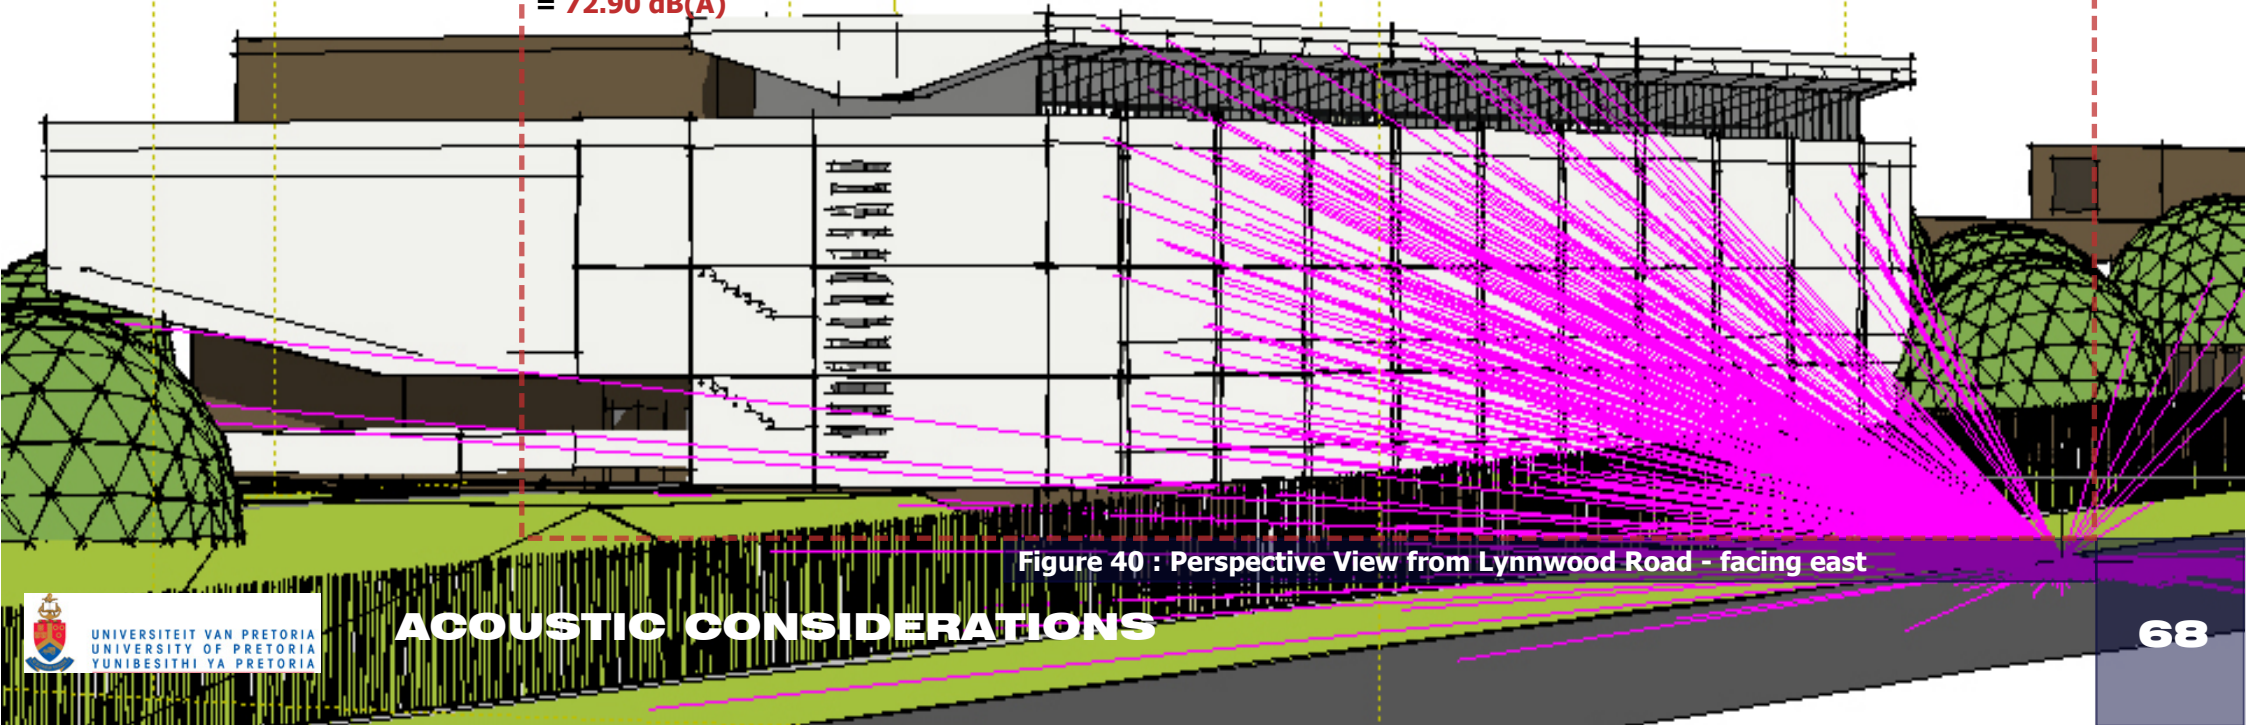 = 72.90 dB(A)
Figure 40 : Perspective View from Lynnwood Road - facing east
UNIVERSITEIT VAN PRETORIA
UNIVERSITY OF PRETORIA
YUNIBESITHI YA PRETORIA
ACOUSTIC CONSIDERATIONS
68